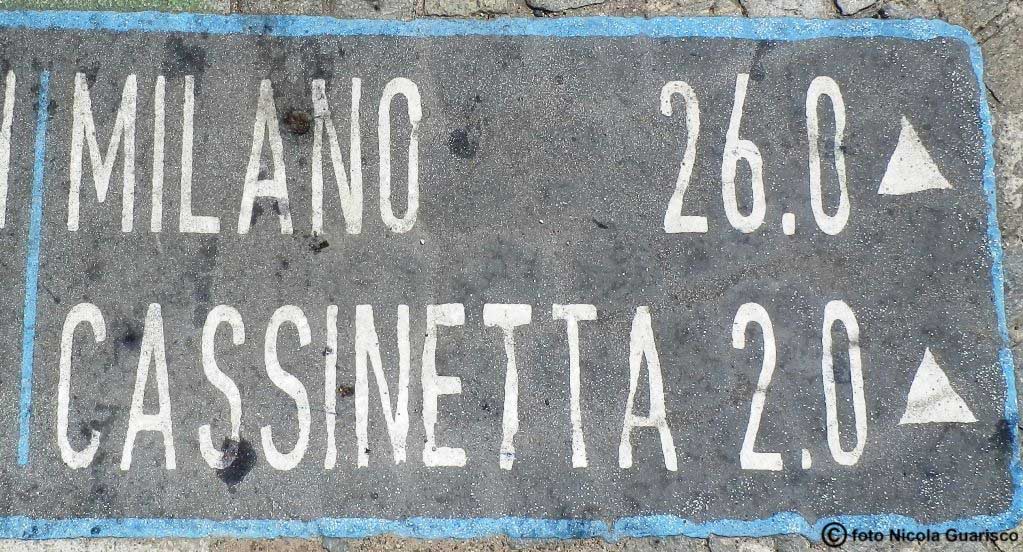 MILANO 26.0
CASSINETTA 2.0
© foto Nicola Guarisco